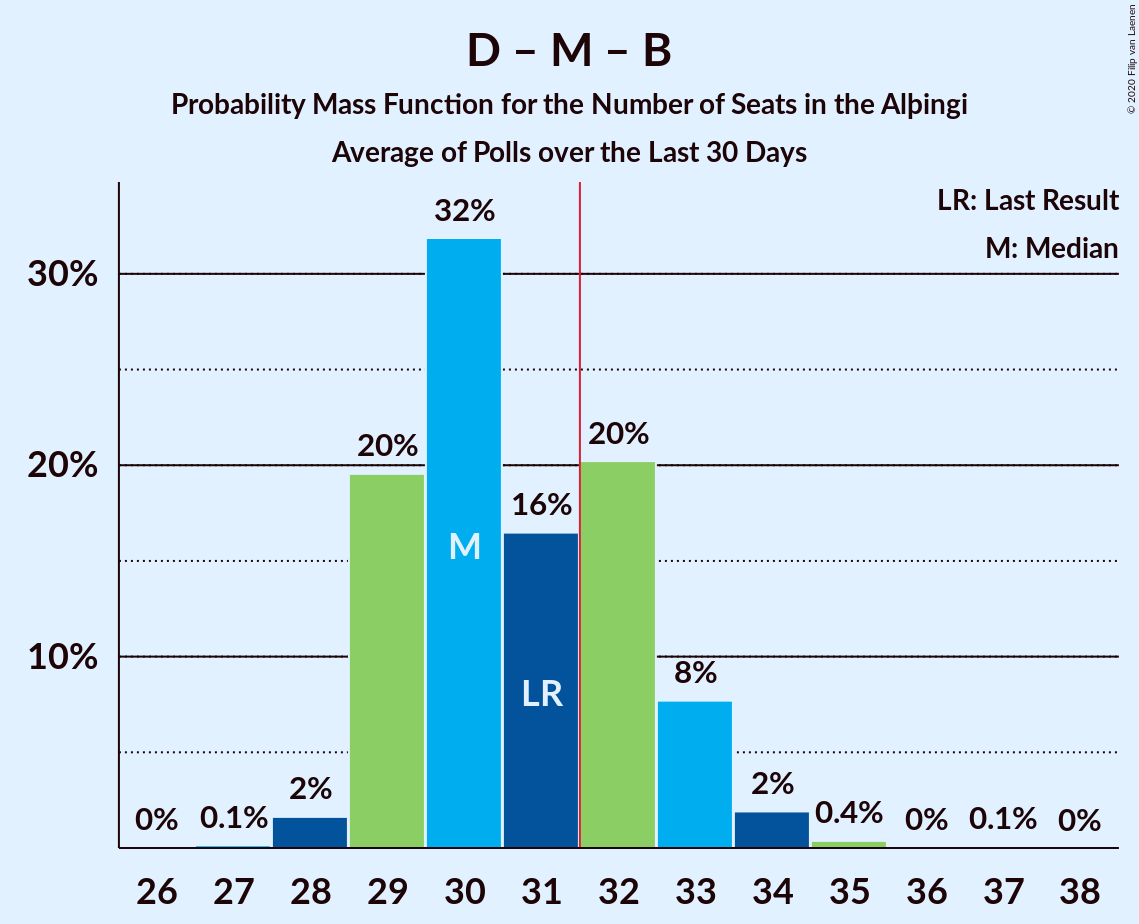 D – M – B
Probability Mass Function for the Number of Seats in the Alþingi
Average of Polls over the Last 30 Days
© 2020 Filip van Laenen
LR: Last Result
M: Median
30%
20%
10%
0%
0.1%
2%
20%
32%
16%
20%
8%
2%
0.4%
0%
0.1%
0%
M
LR
26 27 28 29 30 31 32 33 34 35 36 37 38